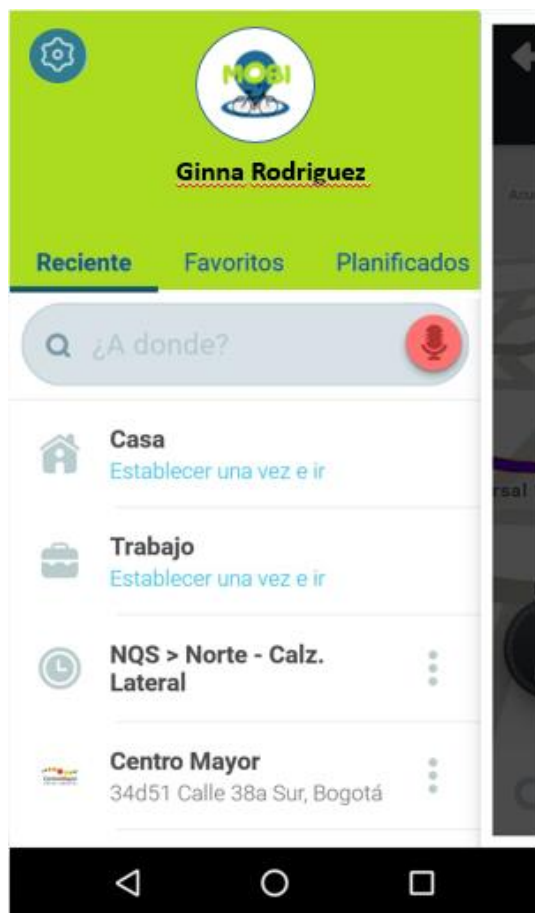 MOBI
Ginna Rodriguez
Reciente Favoritos Planificados
¿A donde?
Casa
Establecer una vez e ir
Trabajo
Establecer una vez e ir
NQS > Norte - Calz.
Lateral
rsal
Centro Mayor
34d51 Calle 38a Sur, Bogotá